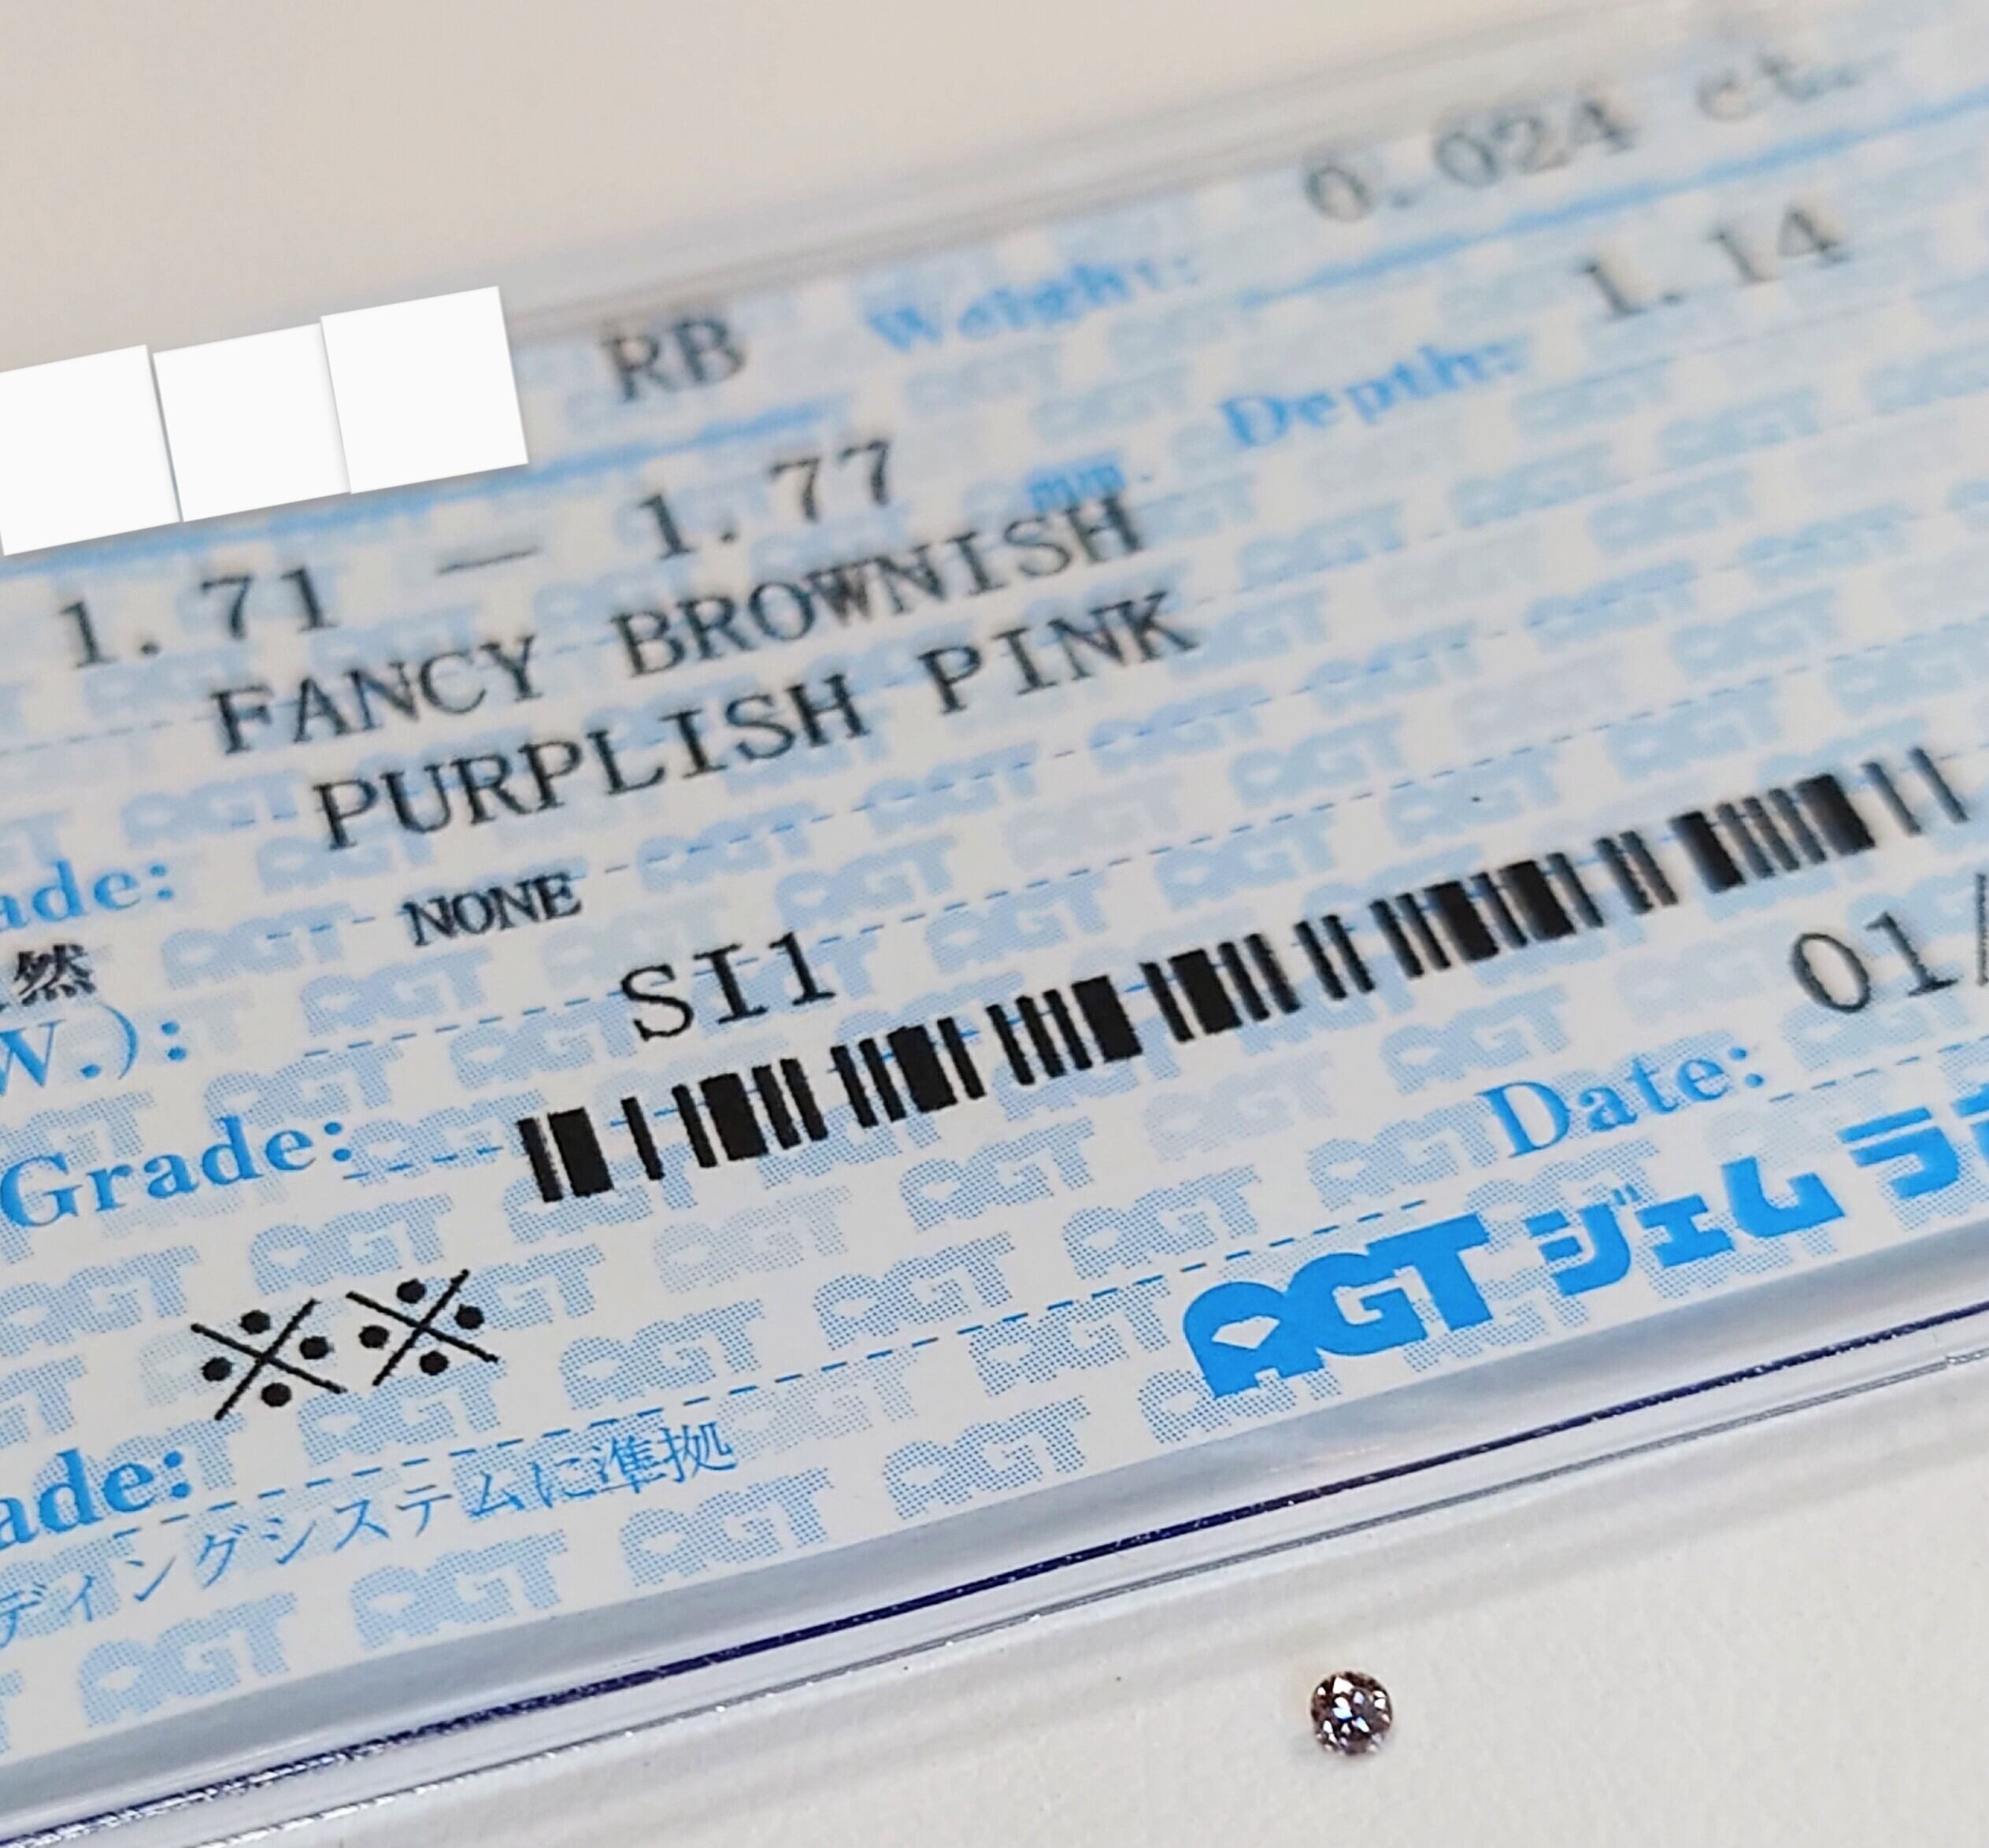 RB Weight: 0.024 ct.
1.71 — 1.77 mm. Depth: 1.14
FANCY BROWNISH
PURPLISH PINK
ade:
然 NONE
W.): SI1
Grade:
01/
Date:
※※
AGT ジェム
ade:
ディングシステムに準拠